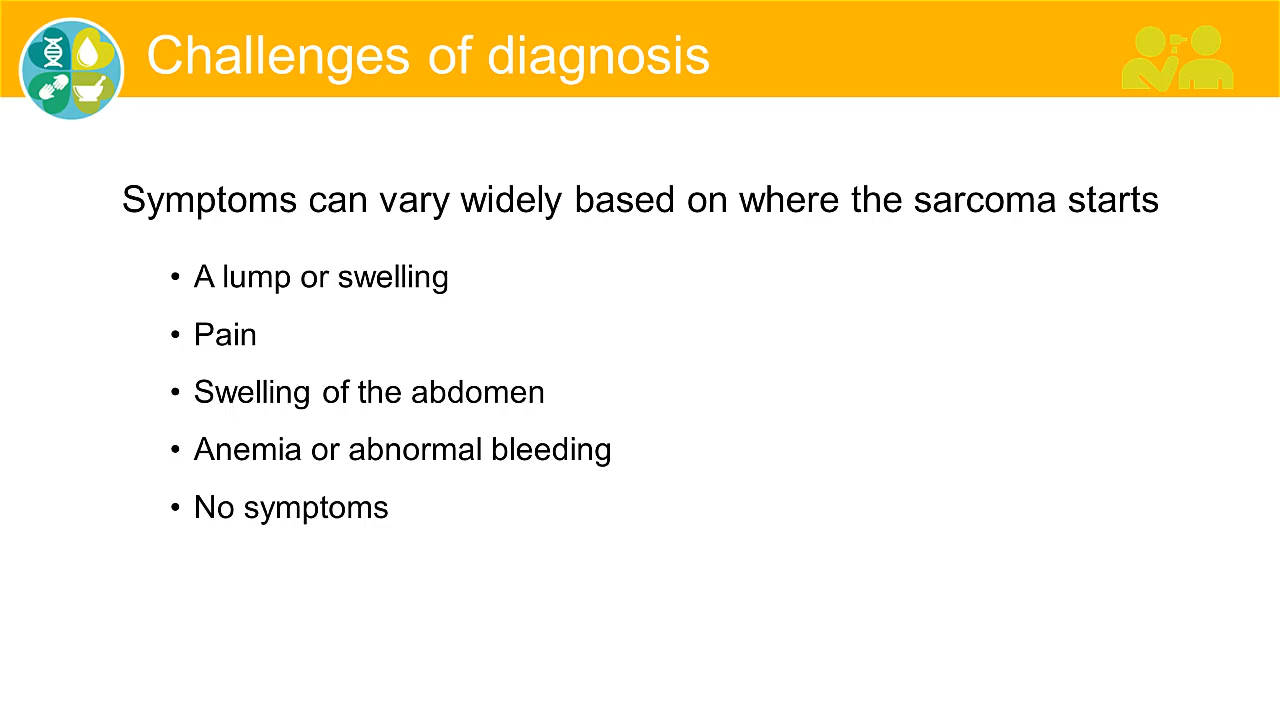 Challenges of diagnosis
Symptoms can vary widely based on where the sarcoma starts
• A lump or swelling
• Pain
• Swelling of the abdomen
• Anemia or abnormal bleeding
• No symptoms